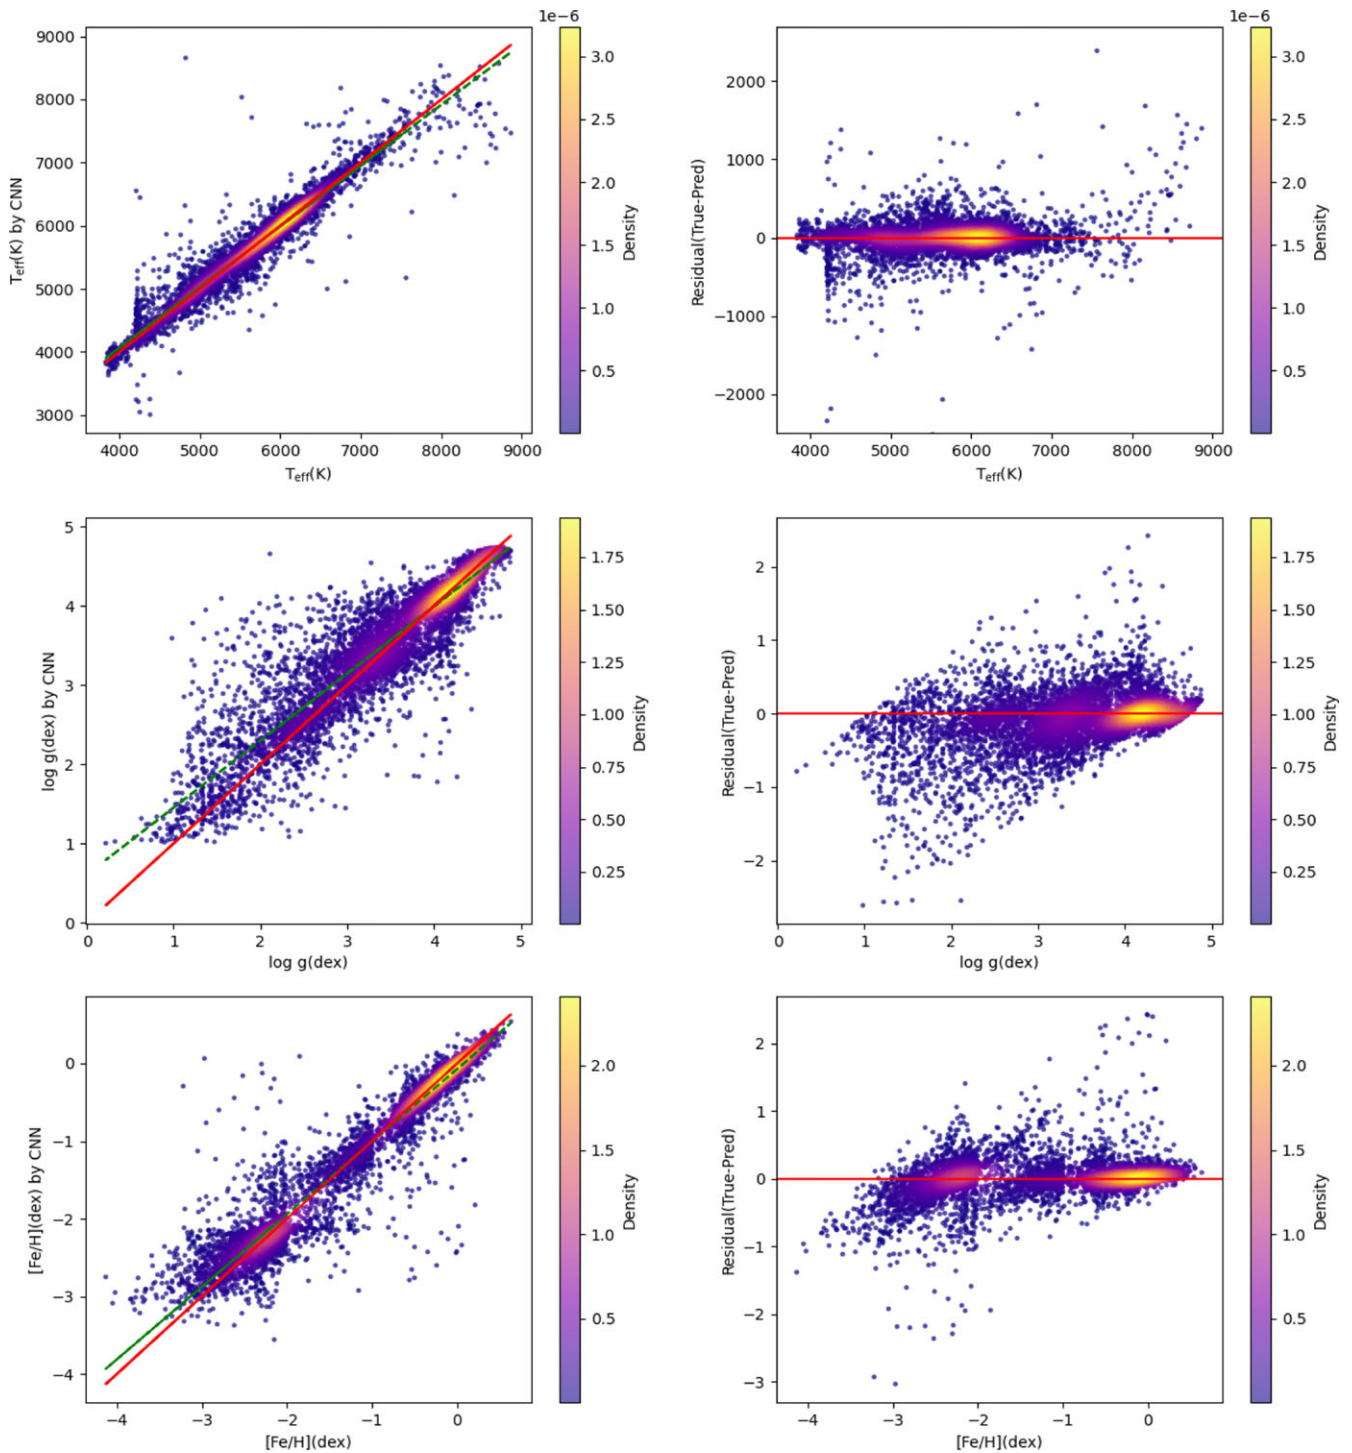 1e−6
9000
8000
7000
6000
5000
4000
3000
T_eff(K) by CNN
4000 5000 6000 7000 8000 9000
T_eff(K)
3.0
2.5
2.0
1.5
1.0
0.5
Density
1e−6
2000
1000
0
−1000
−2000
Residual(True-Pred)
4000 5000 6000 7000 8000 9000
T_eff(K)
3.0
2.5
2.0
1.5
1.0
0.5
Density
5
4
3
2
1
0
log g(dex) by CNN
0 1 2 3 4 5
log g(dex)
1.75
1.50
1.25
1.00
0.75
0.50
0.25
Density
2
1
0
−1
−2
Residual(True-Pred)
0 1 2 3 4 5
log g(dex)
1.75
1.50
1.25
1.00
0.75
0.50
0.25
Density
0
−1
−2
−3
−4
[Fe/H](dex) by CNN
−4 −3 −2 −1 0
[Fe/H](dex)
2.0
1.5
1.0
0.5
Density
2
1
0
−1
−2
−3
Residual(True-Pred)
−4 −3 −2 −1 0
[Fe/H](dex)
2.0
1.5
1.0
0.5
Density